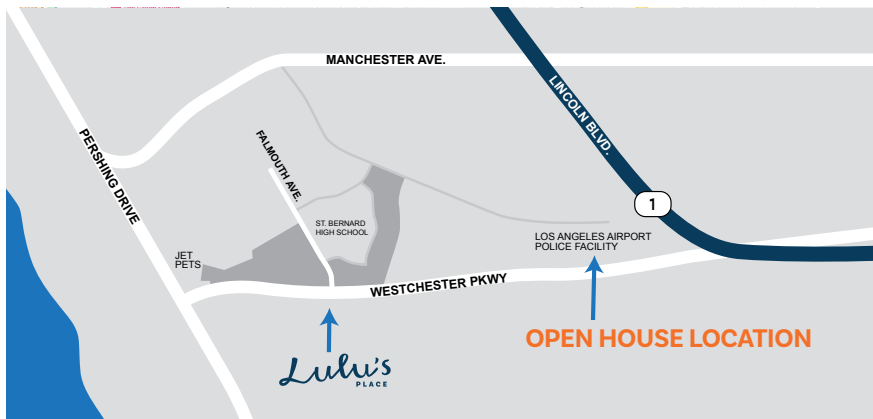 MANCHESTER AVE.
LINCOLN BLVD.
PERSHING DRIVE
FALMOUTH AVE.
1
ST. BERNARD
HIGH SCHOOL
LOS ANGELES AIRPORT
POLICE FACILITY
JET
PETS
WESTCHESTER PKWY
OPEN HOUSE LOCATION
Lulu's
PLACE